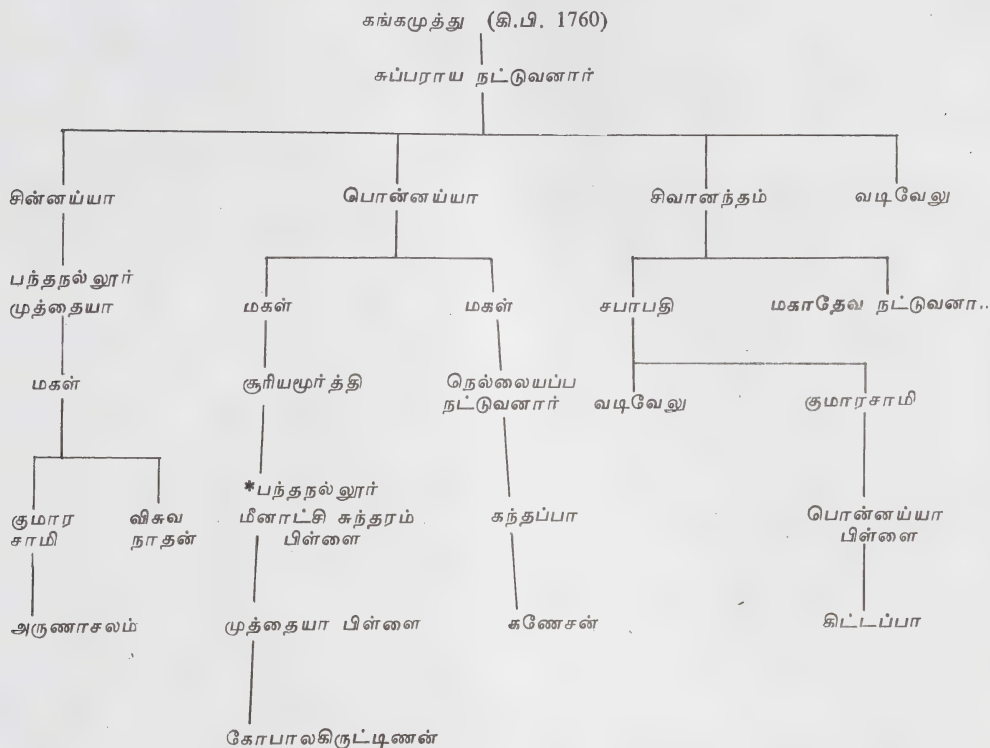 கங்கமுத்து (கி.பி. 1760)
சுப்பராய நட்டுவனார்
சின்னய்யா பொன்னய்யா சிவானந்தம் வடிவேலு
பந்தநல்லூர்
முத்தையா
மகள் மகள் சபாபதி மகாதேவ நட்டுவனா..
மகள்
சூரியமூர்த்தி
நெல்லையப்ப
நட்டுவனார்
வடிவேலு
குமாரசாமி
குமார
சாமி
விசுவ
நாதன்
*பந்தநல்லூர்
மீனாட்சி சுந்தரம்
பிள்ளை
கந்தப்பா
பொன்னய்யா
பிள்ளை
அருணாசலம் முத்தையா பிள்ளை கணேசன் கிட்டப்பா
கோபாலகிருட்டிணன்